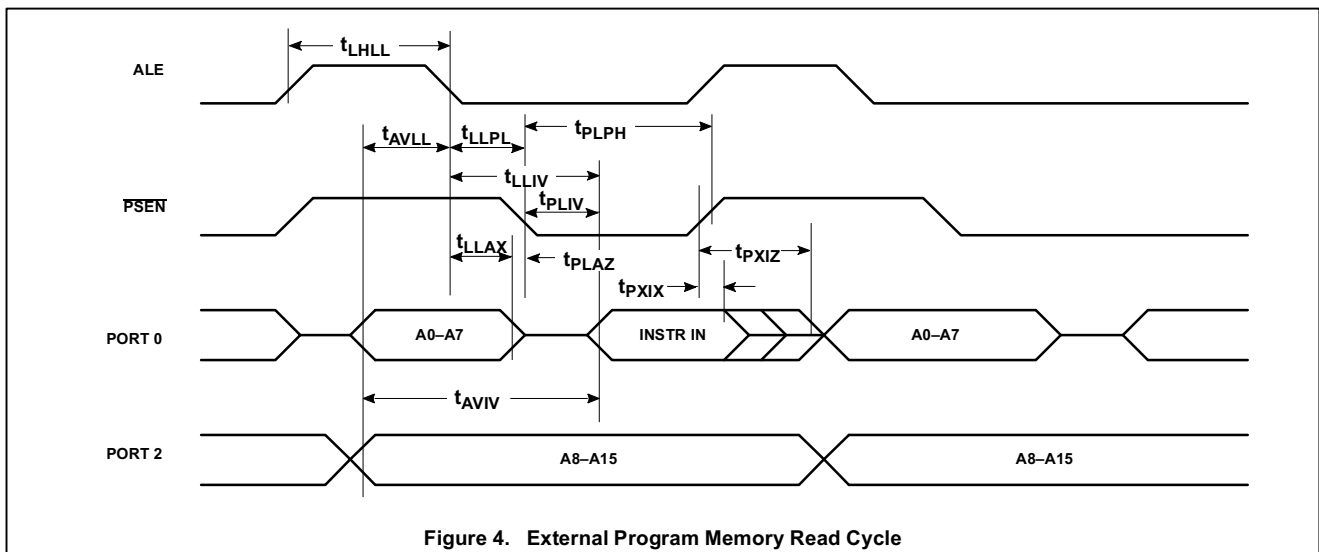 tLHLL
ALE
tAVLL tLLPL tPLPH
tLLIV
PSEN
tPLIV
tLLAX
tPLAZ
tPXIZ
tPXIX
PORT 0
A0–A7
INSTR IN
A0–A7
tAVIV
PORT 2
A8–A15
A8–A15
Figure 4. External Program Memory Read Cycle